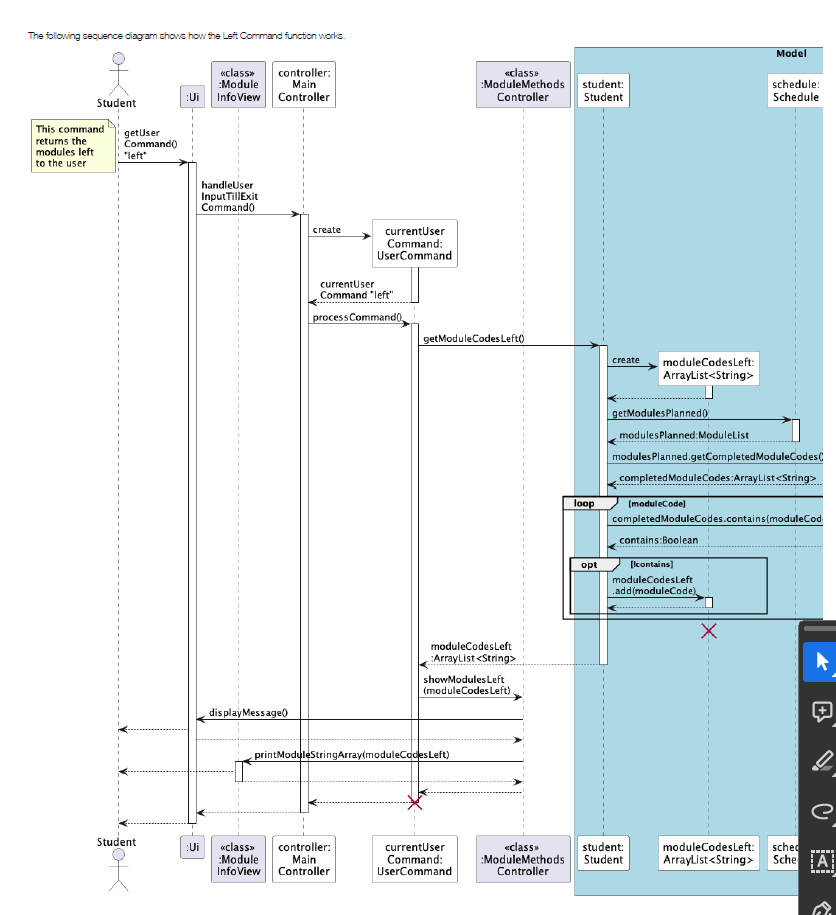 The following sequence diagram shows how the Left Command function works.
Model
Student
:Ui
«class»
:Module
InfoView
controller:
Main
Controller
«class»
:ModuleMethods
Controller
student:
Student
schedule:
Schedule
This command
returns the
modules left
to the user
getUser
Command()
"left"
handleUser
InputTillExit
Command()
create
currentUser
Command:
UserCommand
currentUser
Command "left"
processCommand()
getModuleCodesLeft()
create
moduleCodesLeft:
ArrayList<String>
getModulesPlanned()
modulesPlanned:ModuleList
modulesPlanned.getCompletedModuleCodes()
completedModuleCodes:ArrayList<String>
loop
[moduleCode]
completedModuleCodes.contains(moduleCod
contains:Boolean
opt
[!contains]
moduleCodesLeft
.add(moduleCode)
moduleCodesLeft
:ArrayList<String>
showModulesLeft
(moduleCodesLeft)
displayMessage()
printModuleStringArray(moduleCodesLeft)
Student
:Ui
«class»
:Module
InfoView
controller:
Main
Controller
currentUser
Command:
UserCommand
«class»
:ModuleMethods
Controller
student:
Student
moduleCodesLeft:
ArrayList<String>
sched
Sche
A